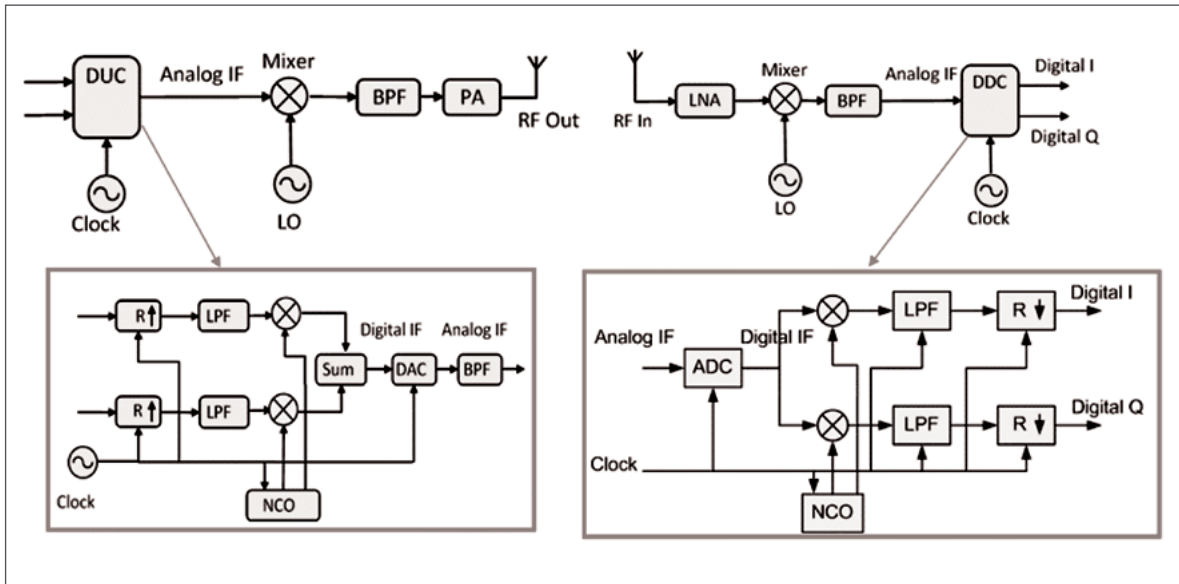 DUC
Analog IF
Mixer
BPF
PA
RF Out
Clock
LO
RF In
LNA
Mixer
BPF
Analog IF
DDC
Digital I
Digital Q
LO
Clock
R
LPF
Digital IF
Analog IF
Sum
DAC
BPF
R
LPF
Clock
NCO
Analog IF
ADC
Digital IF
LPF
R
Digital I
LPF
R
Digital Q
Clock
NCO